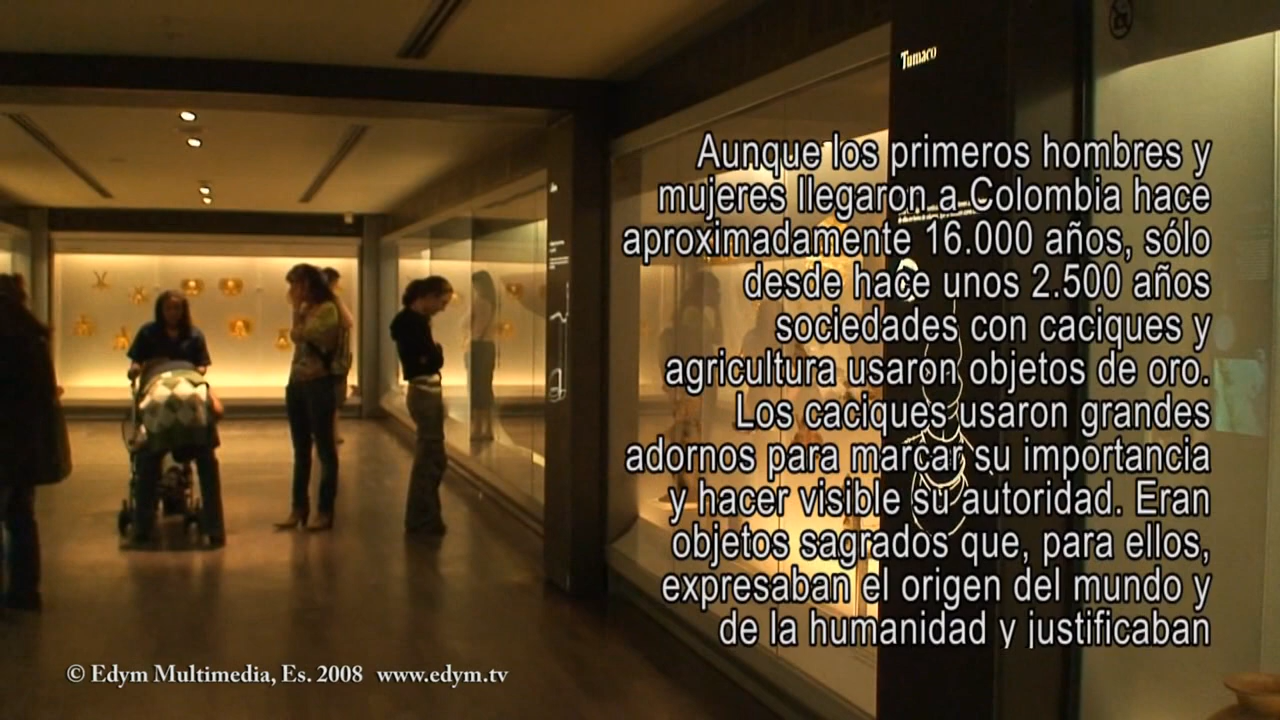 Tumaco
Aunque los primeros hombres y
mujeres llegaron a Colombia hace
aproximadamente 16.000 años, sólo
desde hace unos 2.500 años
sociedades con caciques y
agricultura usaron objetos de oro.
Los caciques usaron grandes
adornos para marcar su importancia
y hacer visible su autoridad. Eran
objetos sagrados que, para ellos,
expresaban el origen del mundo y
de la humanidad y justificaban
© Edym Multimedia, Es. 2008 www.edym.tv